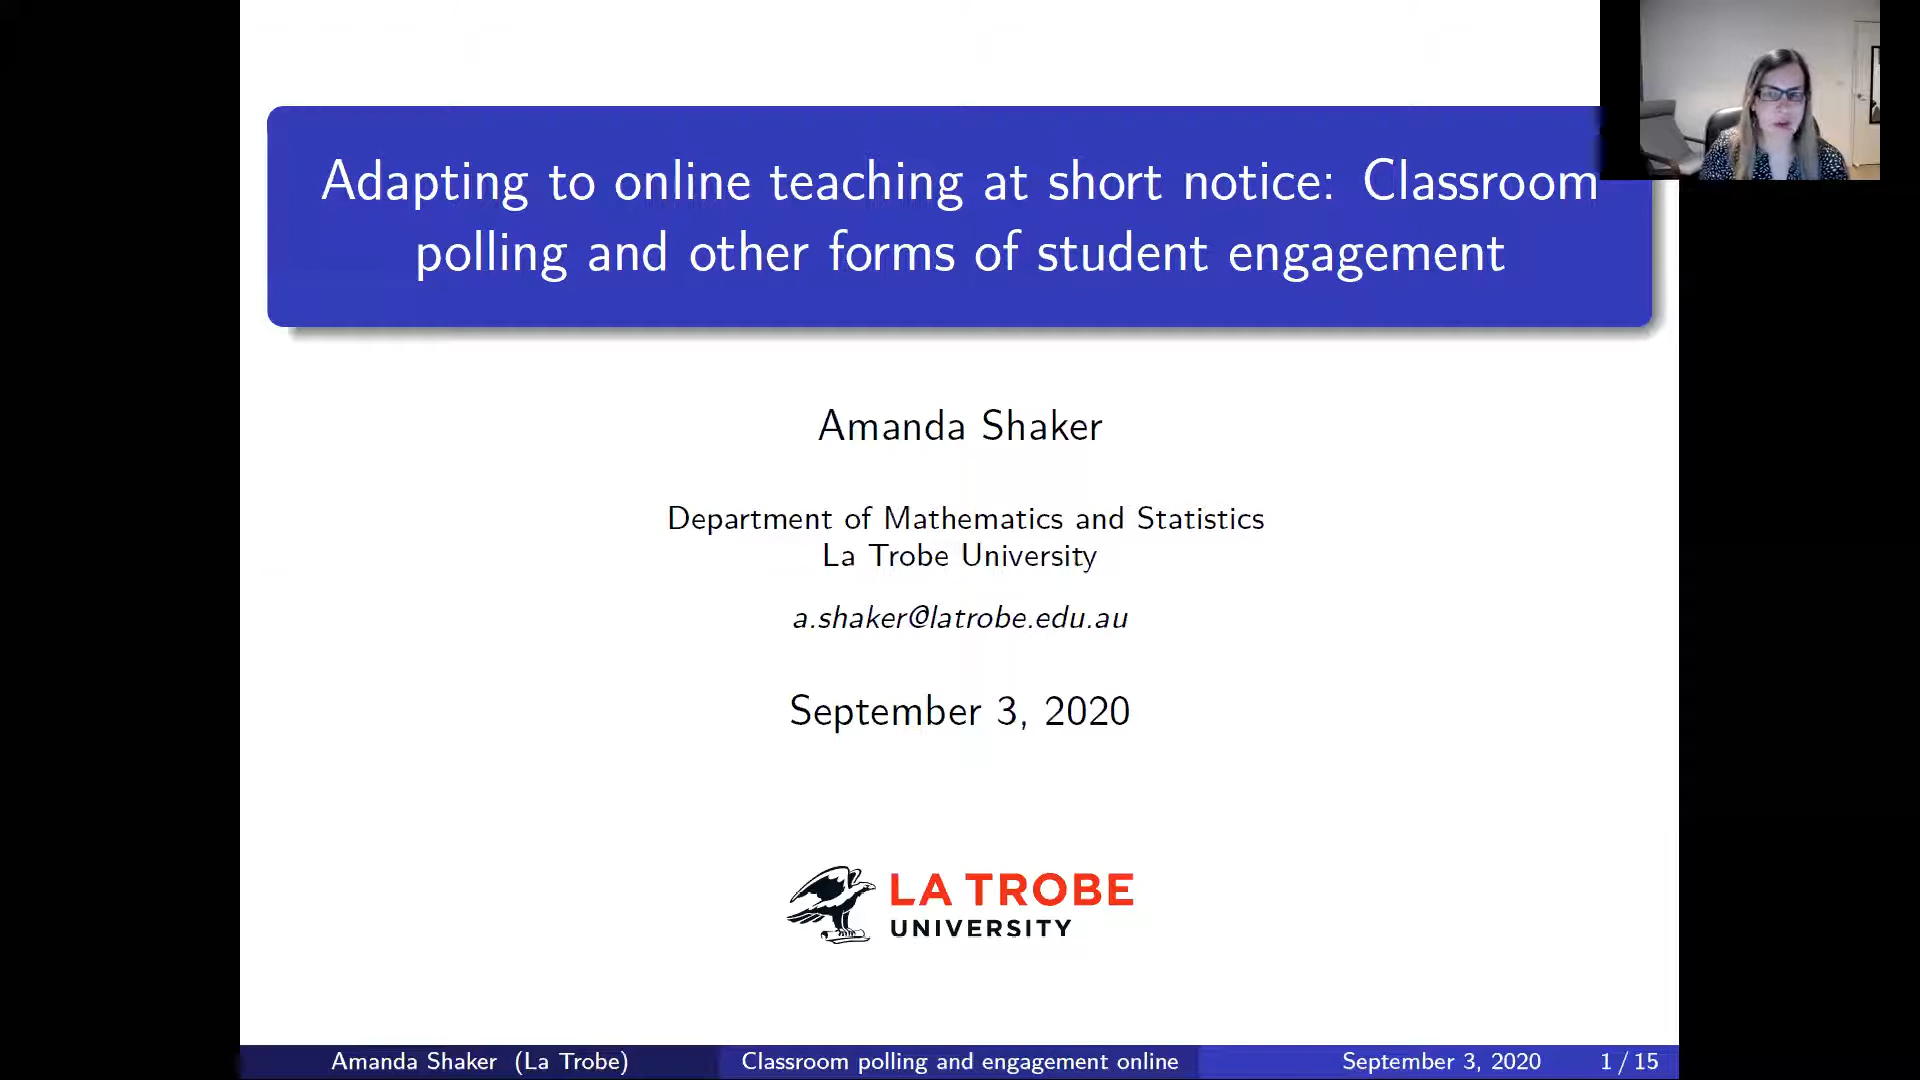 Adapting to online teaching at short notice: Classroom
polling and other forms of student engagement
Amanda Shaker
Department of Mathematics and Statistics
La Trobe University
a.shaker@latrobe.edu.au
September 3, 2020
LA TROBE
UNIVERSITY
Amanda Shaker (La Trobe) Classroom polling and engagement online September 3, 2020 1 / 15